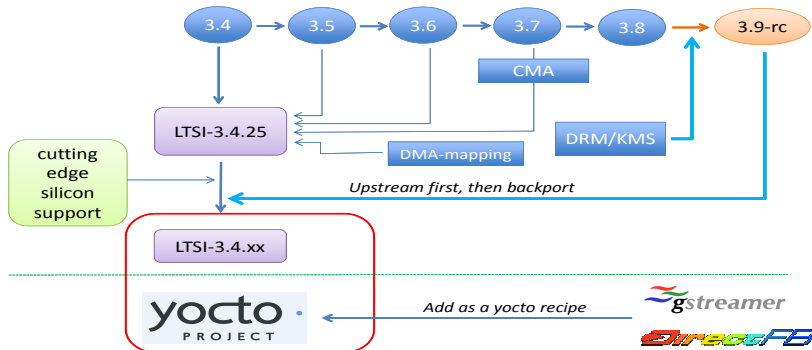 3.4
3.5
3.6
3.7
3.8
3.9-rc
CMA
LTSI-3.4.25
DRM/KMS
DMA-mapping
cutting
edge
silicon
support
Upstream first, then backport
LTSI-3.4.xx
yocto
PROJECT
Add as a yocto recipe
gstreamer
DirectFB